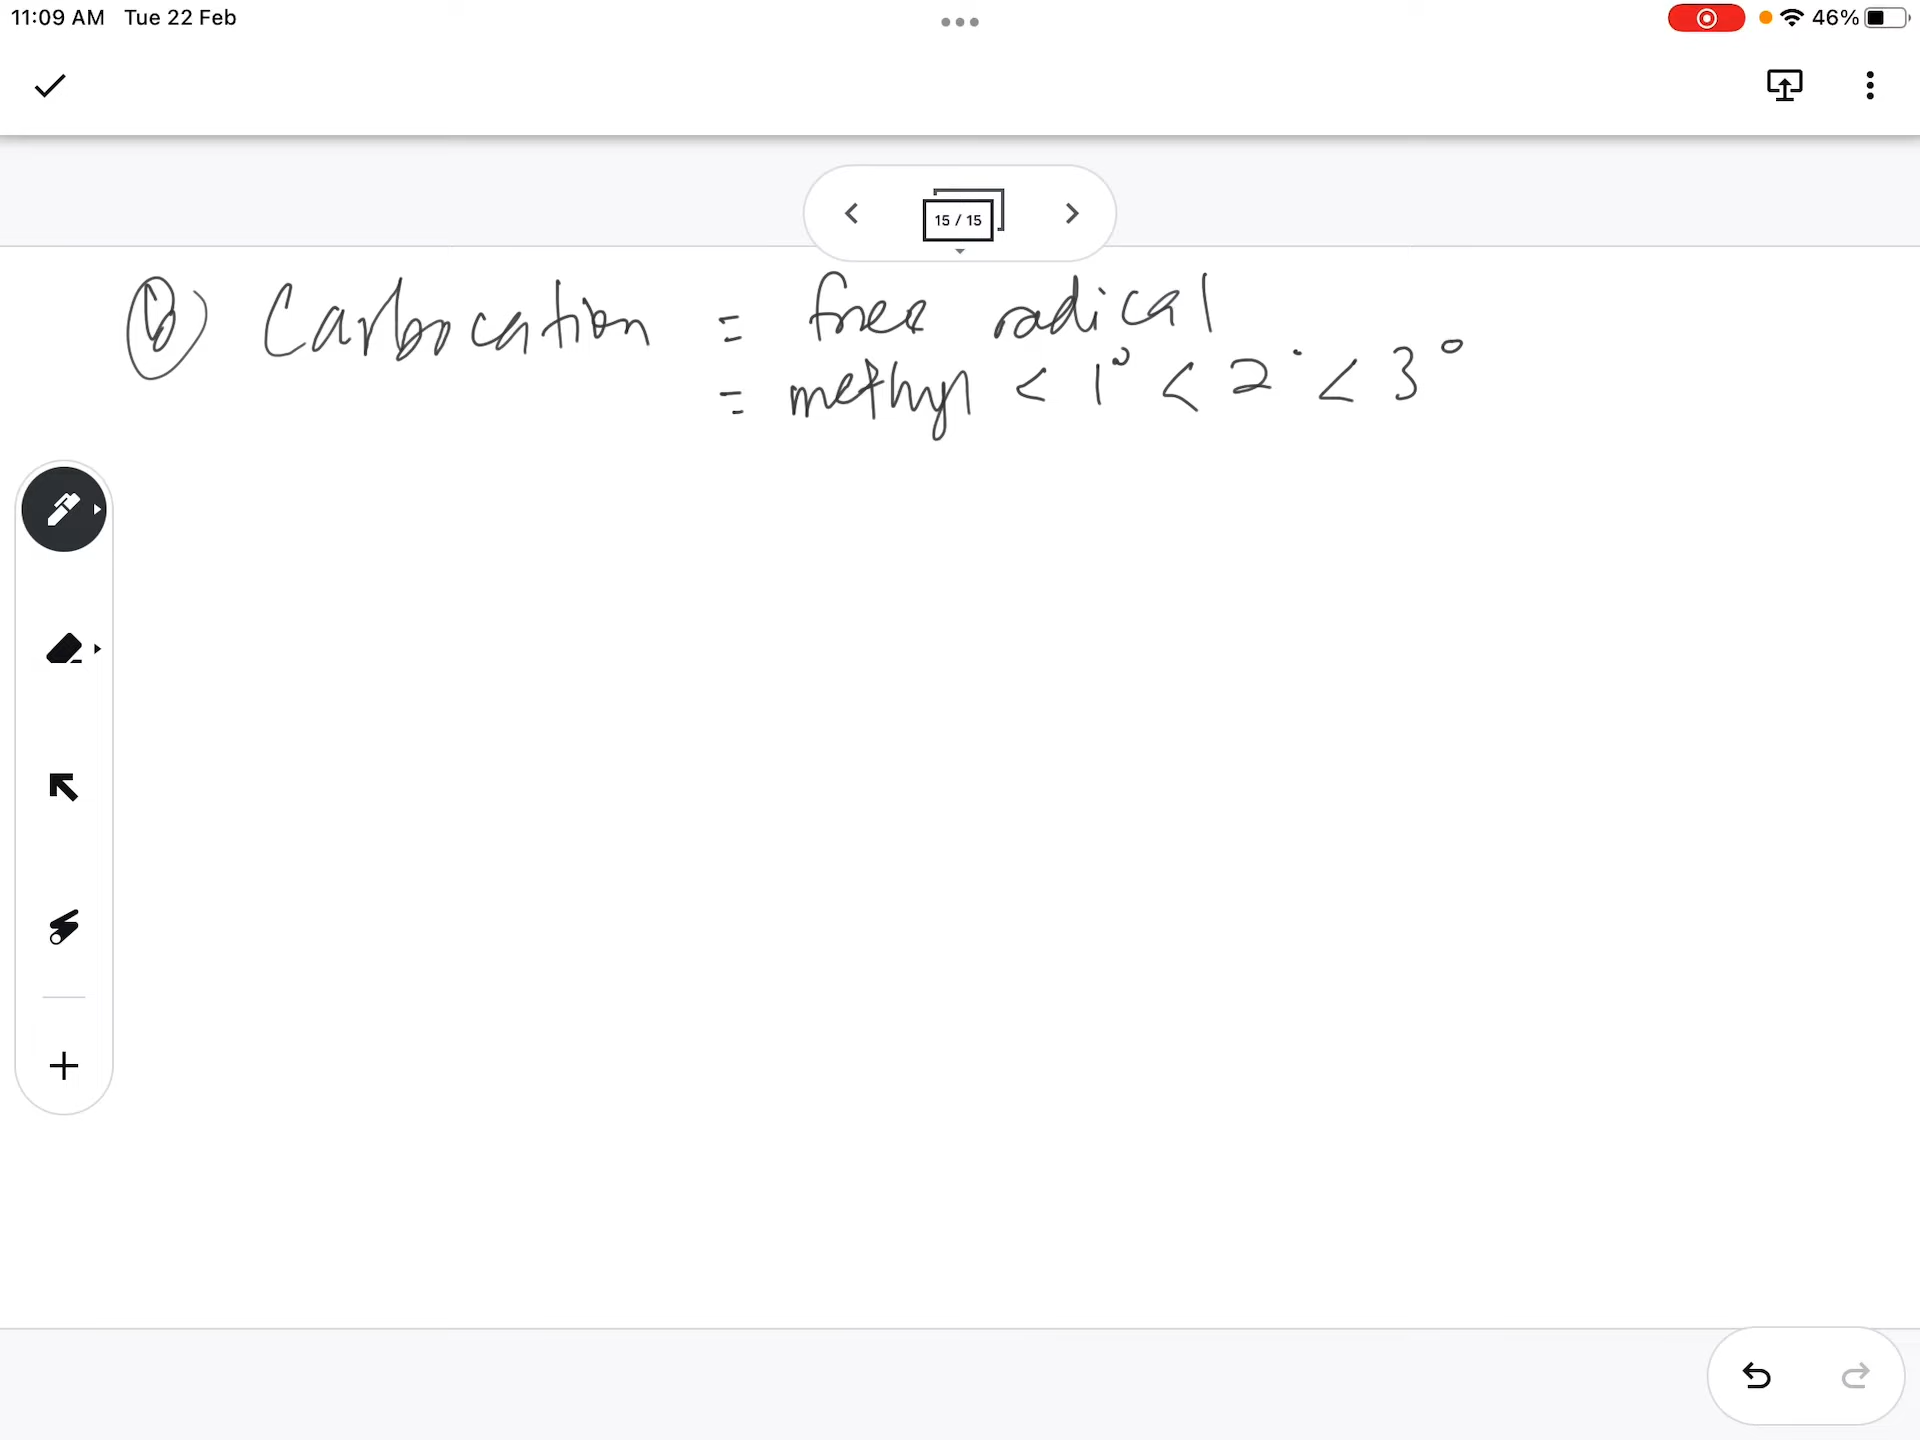 11:09 AM Tue 22 Feb
46%
15 / 15
ⓑ Carbocation = free radical
= methyl < 1° < 2° < 3°